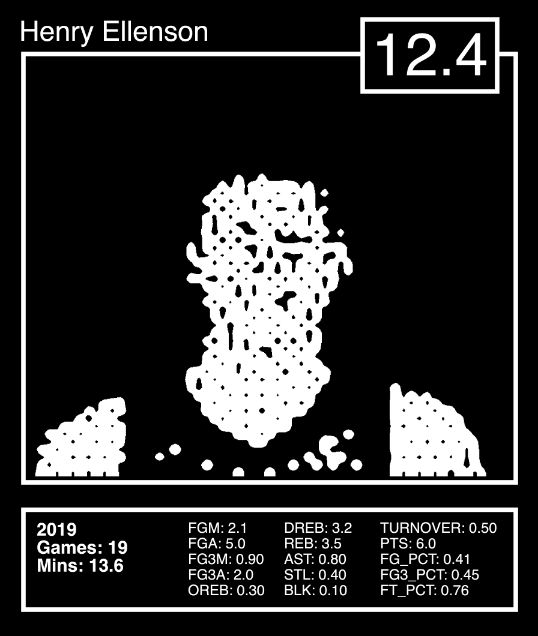 Henry Ellenson
12.4
2019
Games: 19
Mins: 13.6
FGM: 2.1
FGA: 5.0
FG3M: 0.90
FG3A: 2.0
OREB: 0.30
DREB: 3.2
REB: 3.5
AST: 0.80
STL: 0.40
BLK: 0.10
TURNOVER: 0.50
PTS: 6.0
FG_PCT: 0.41
FG3_PCT: 0.45
FT_PCT: 0.76